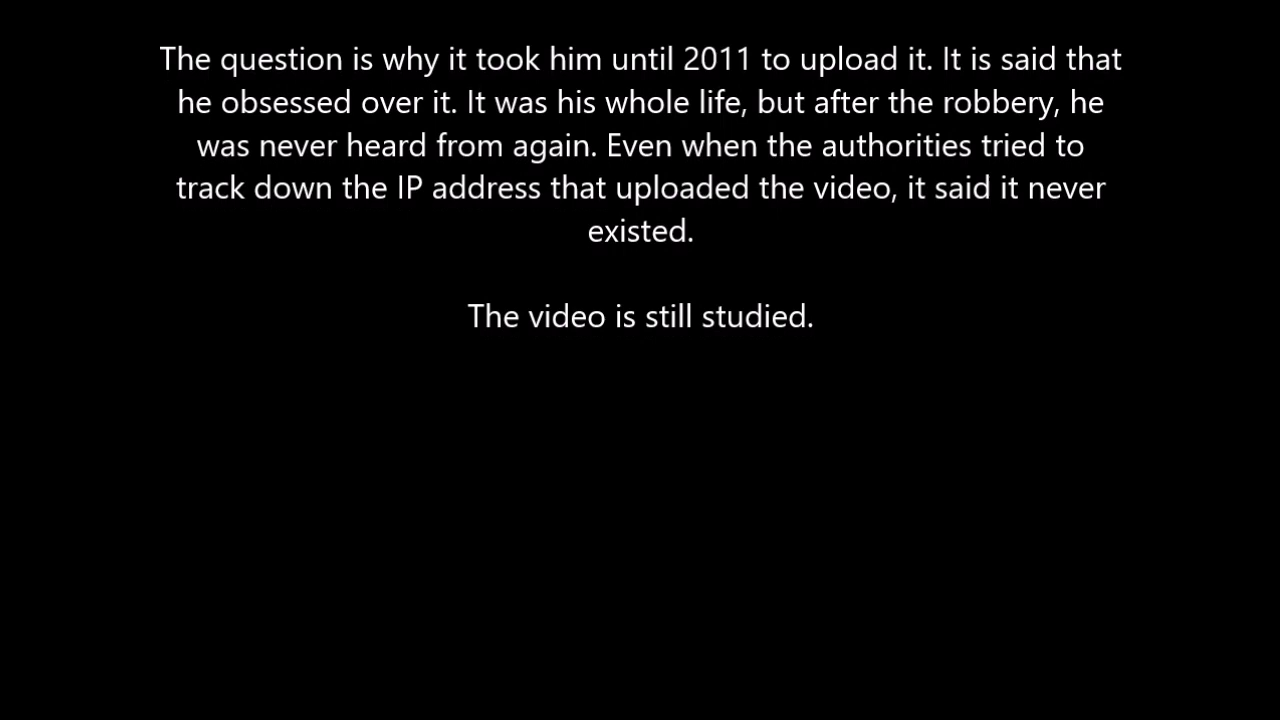 The question is why it took him until 2011 to upload it. It is said that
he obsessed over it. It was his whole life, but after the robbery, he
was never heard from again. Even when the authorities tried to
track down the IP address that uploaded the video, it said it never
existed.
The video is still studied.